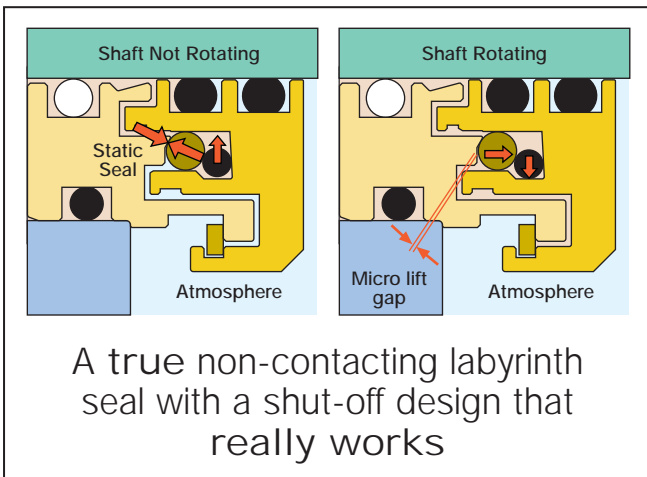 Shaft Not Rotating
Static
Seal
Atmosphere
Shaft Rotating
Micro lift
gap
Atmosphere
A true non-contacting labyrinth
seal with a shut-off design that
really works